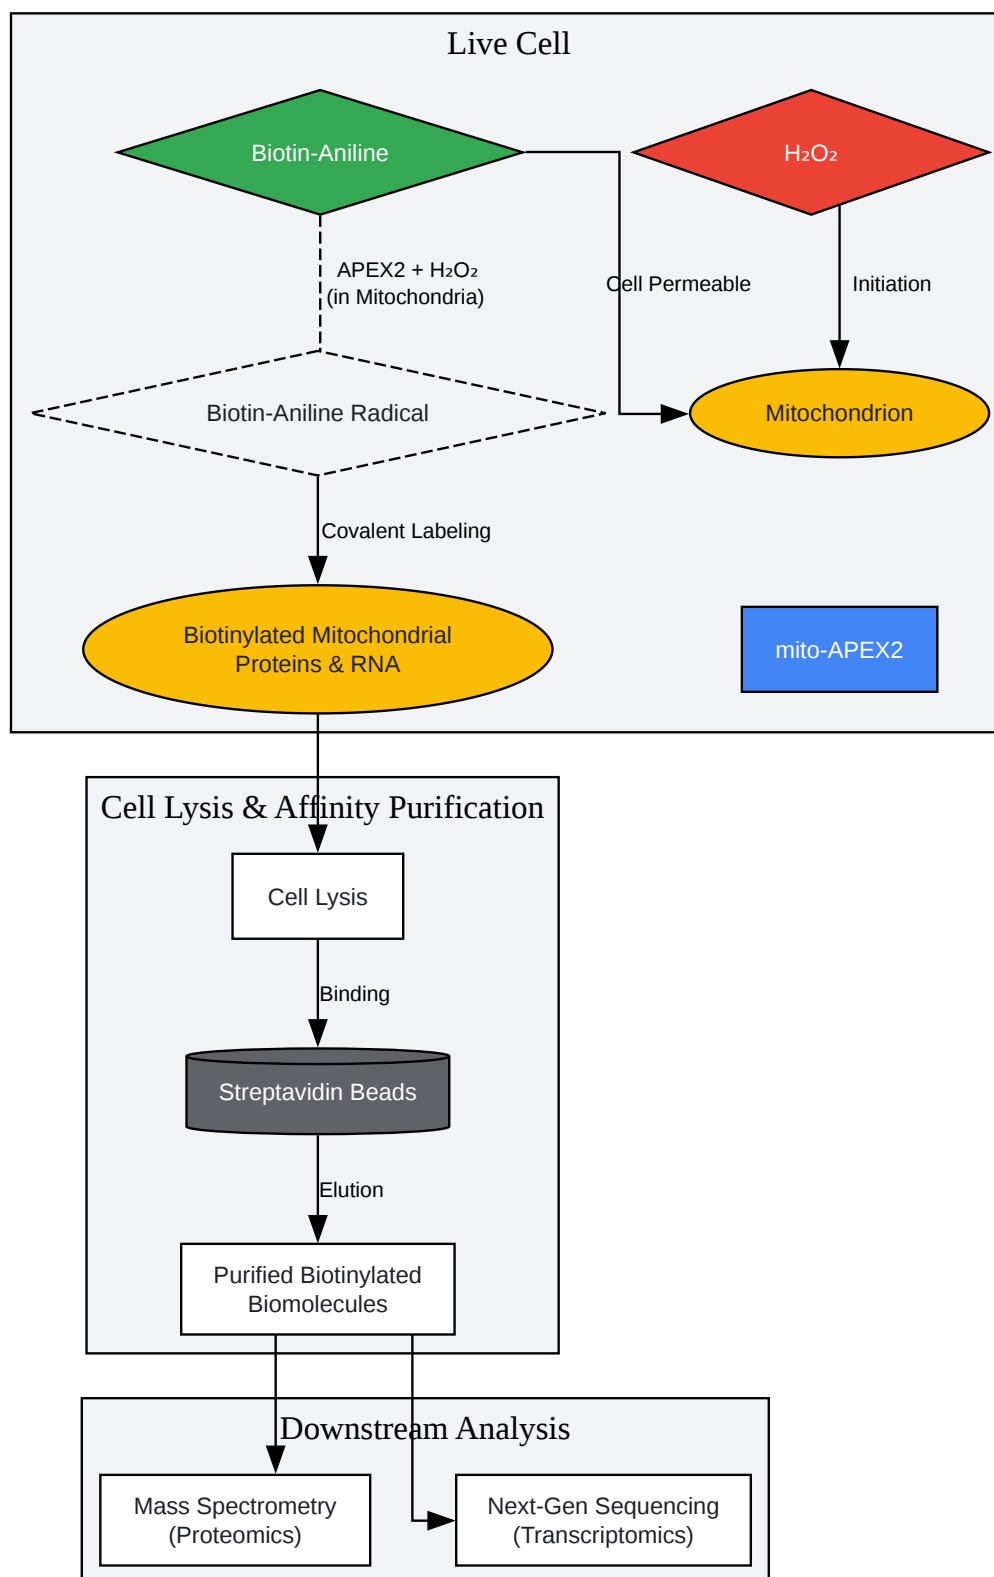 Live Cell
Biotin-Aniline
H₂O₂
APEX2 + H₂O₂
(in Mitochondria)
Cell Permeable
Initiation
Biotin-Aniline Radical
Mitochondrion
Covalent Labeling
Biotinylated Mitochondrial
Proteins & RNA
mito-APEX2
Cell Lysis & Affinity Purification
Cell Lysis
Binding
Streptavidin Beads
Elution
Purified Biotinylated
Biomolecules
Downstream Analysis
Mass Spectrometry
(Proteomics)
Next-Gen Sequencing
(Transcriptomics)